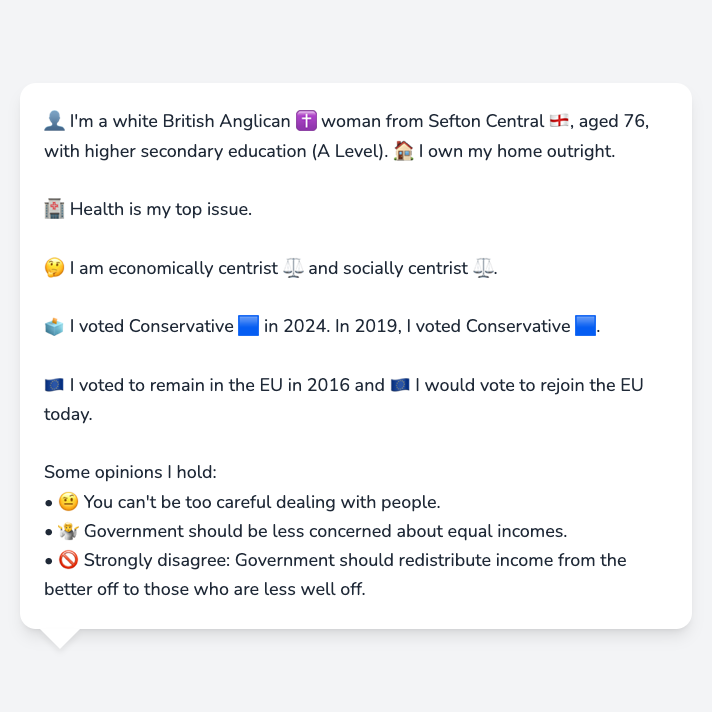 👤 I'm a white British Anglican ✝️ woman from Sefton Central 🏴󠁧󠁢󠁥󠁮󠁧󠁿, aged 76,
with higher secondary education (A Level). 🏠 I own my home outright.
🏥 Health is my top issue.
🤔 I am economically centrist ⚖️ and socially centrist ⚖️.
🗳️ I voted Conservative 🟦 in 2024. In 2019, I voted Conservative 🟦.
🇪🇺 I voted to remain in the EU in 2016 and 🇪🇺 I would vote to rejoin the EU
today.
Some opinions I hold:
• 🤨 You can't be too careful dealing with people.
• 🤷 Government should be less concerned about equal incomes.
• 🚫 Strongly disagree: Government should redistribute income from the
better off to those who are less well off.